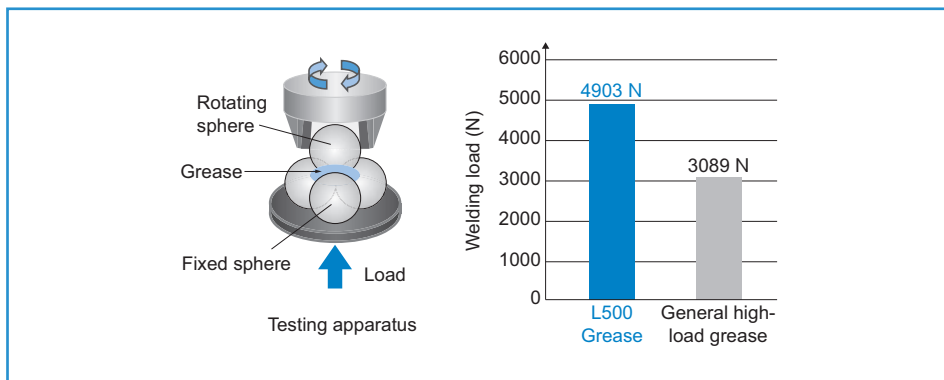 Rotating
sphere
Grease
Fixed sphere
Load
Testing apparatus
Welding load (N)
6000
5000
4000
3000
2000
1000
0
4903 N
3089 N
L500
Grease
General high-
load grease